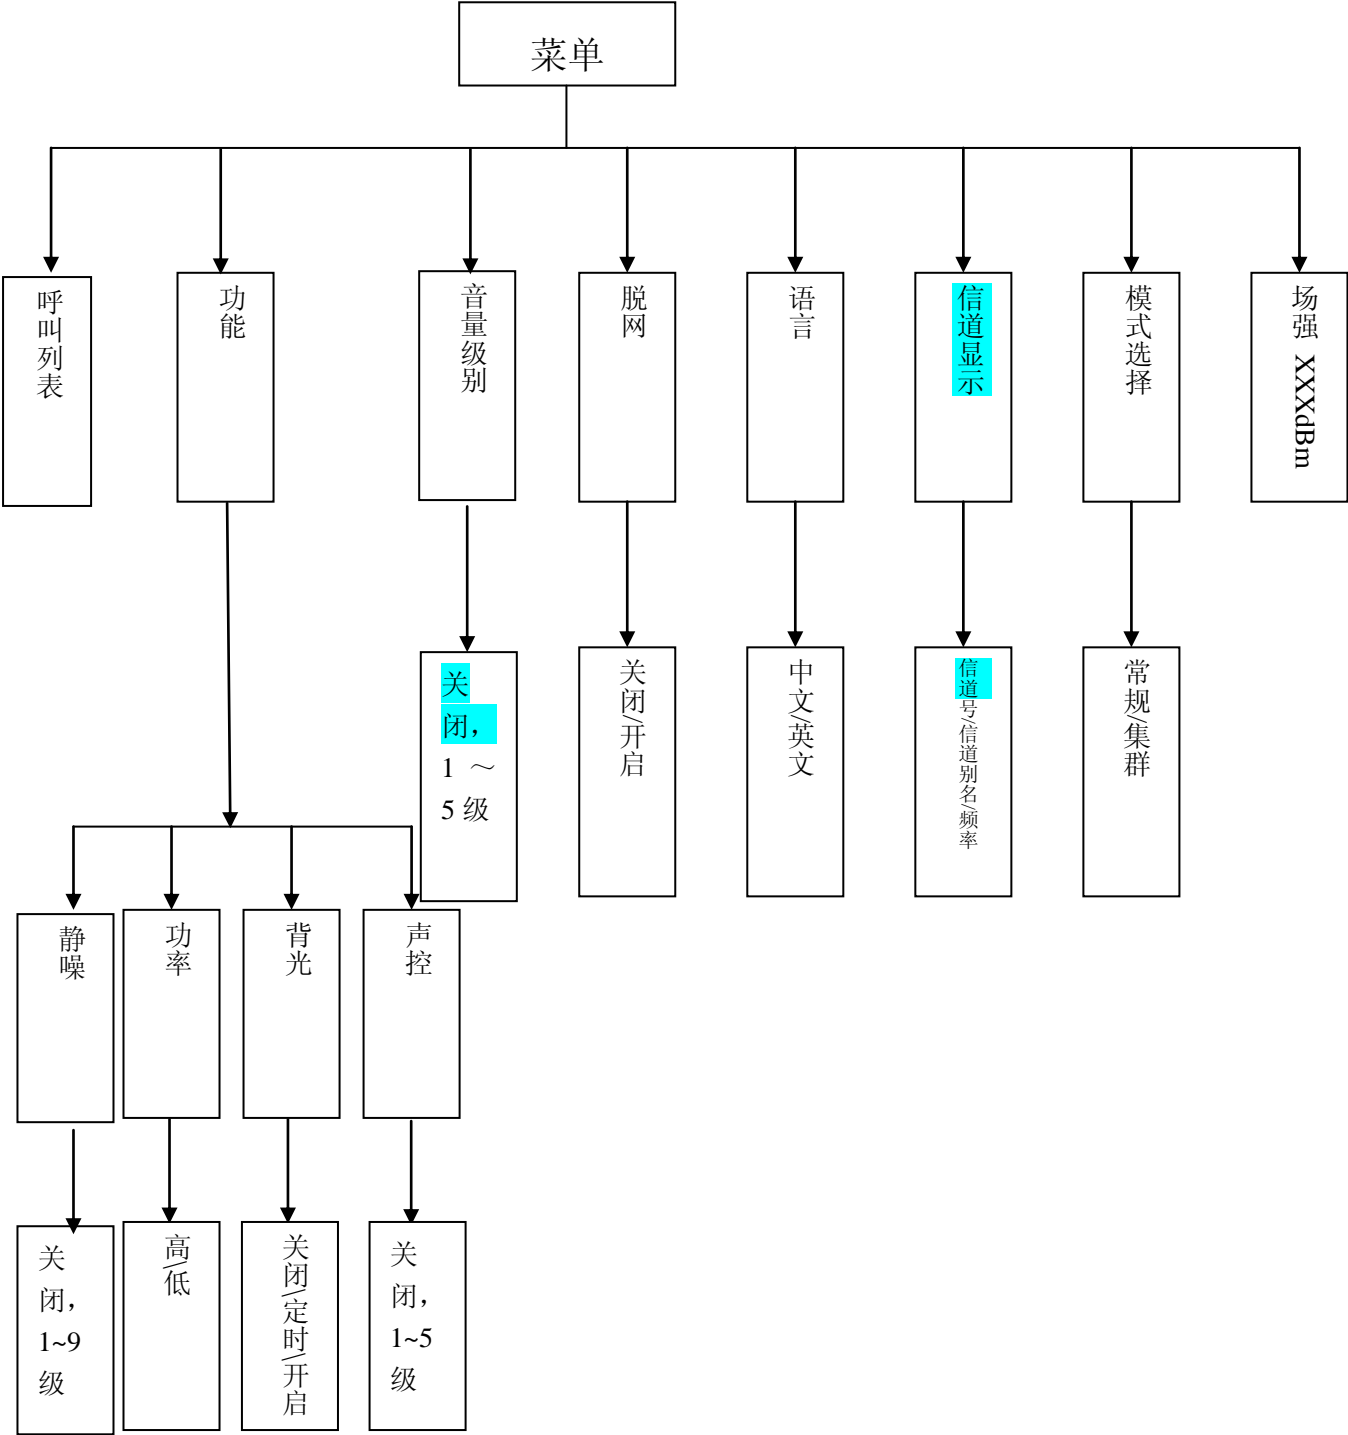 菜单
呼叫列表
功能
音量级别
脱网
语言
信道显示
模式选择
场强 XXXdBm
关
闭，
1 ～
5 级
关闭/开启
中文/英文
信道号/信道别名/频率
常规/集群
静噪
功率
背光
声控
关
闭，
1~9
级
高\低
关闭\定时\开启
关
闭，
1~5
级